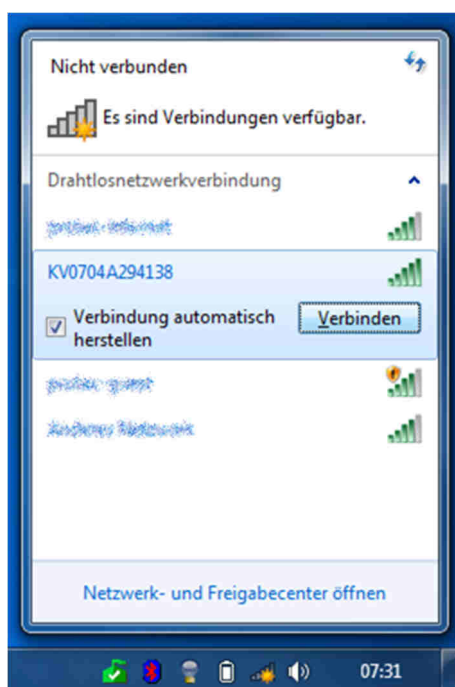 Nicht verbunden
Es sind Verbindungen verfügbar.
Drahtlosnetzwerkverbindung
KV0704A294138
Verbindung automatisch
herstellen
Verbinden
Netzwerk- und Freigabecenter öffnen
07:31